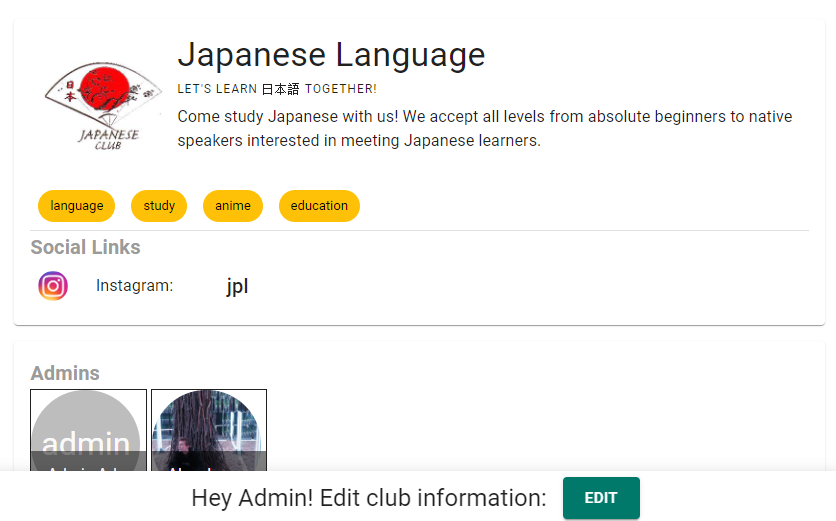 日本
JAPANESE
CLUB
Japanese Language
LET'S LEARN 日本語 TOGETHER!
Come study Japanese with us! We accept all levels from absolute beginners to native
speakers interested in meeting Japanese learners.
language study anime education
Social Links
Instagram: jpl
Admins
admin
Hey Admin! Edit club information: EDIT